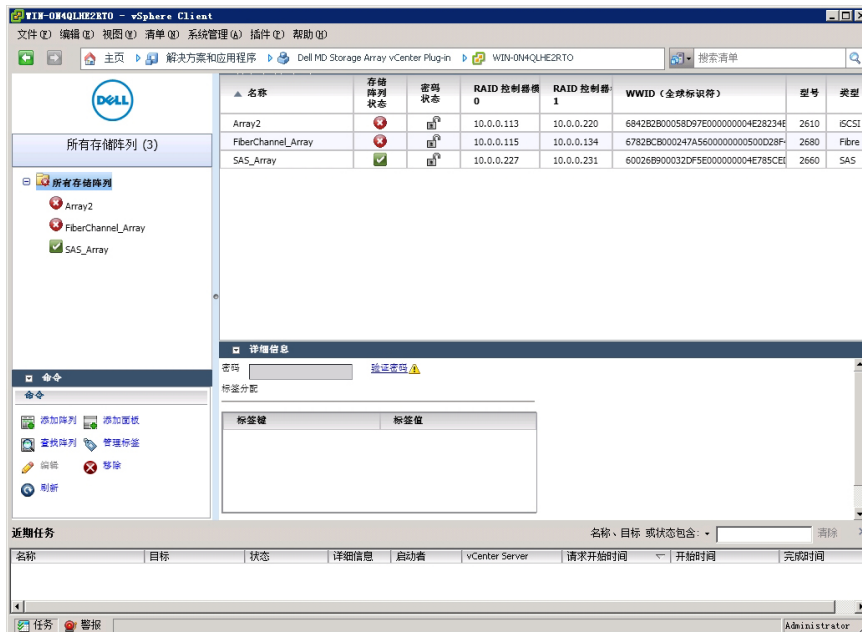 WIN-0N4QLHE2RTO - vSphere Client
文件(F) 编辑(E) 视图(V) 清单(N) 系统管理(A) 插件(P) 帮助(H)
主页 解决方案和应用程序 Dell MD Storage Array vCenter Plug-in WIN-0N4QLHE2RTO 搜索清单
DELL
所有存储阵列 (3)
所有存储阵列
Array2
FiberChannel_Array
SAS_Array
名称 存储阵列状态 密码状态 RAID 控制器模 0 RAID 控制器 1 WWID (全球标识符) 型号 类型
Array2 10.0.0.113 10.0.0.220 6842B2B00058D97E000000004E28234E 2610 iSCSI
FiberChannel_Array 10.0.0.115 10.0.0.134 6782BCB000247A5600000000500D28F 2680 Fibre
SAS_Array 10.0.0.227 10.0.0.231 60026B900032DF5E000000004E785CE 2660 SAS
命令
命令
添加阵列 添加面板
查找阵列 管理标签
编辑 移除
刷新
详细信息
密码 验证密码
标签分配
标签键 标签值
近期任务 名称、目标 或状态包含: 清除
名称 目标 状态 详细信息 启动者 vCenter Server 请求开始时间 开始时间 完成时间
任务 警报 Administrator